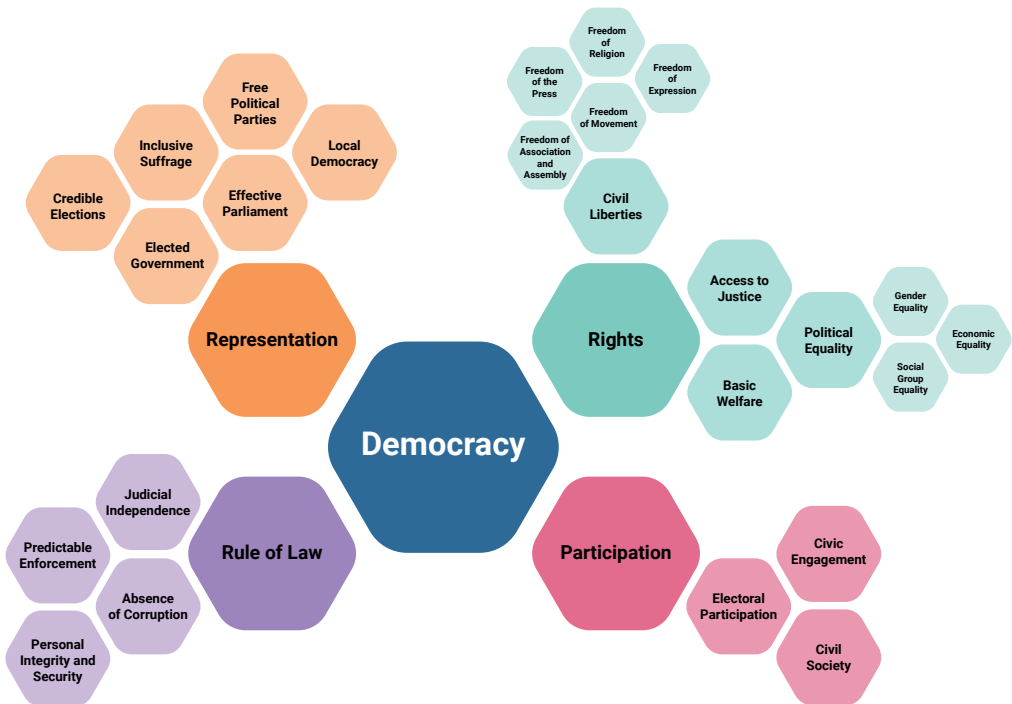 Democracy
Representation
Free
Political
Parties
Inclusive
Suffrage
Local
Democracy
Credible
Elections
Effective
Parliament
Elected
Government
Rights
Civil
Liberties
Freedom
of
Religion
Freedom
of the
Press
Freedom
of
Expression
Freedom
of Movement
Freedom of
Association
and
Assembly
Access to
Justice
Political
Equality
Basic
Welfare
Gender
Equality
Economic
Equality
Social
Group
Equality
Rule of Law
Judicial
Independence
Predictable
Enforcement
Absence
of Corruption
Personal
Integrity and
Security
Participation
Civic
Engagement
Electoral
Participation
Civil
Society